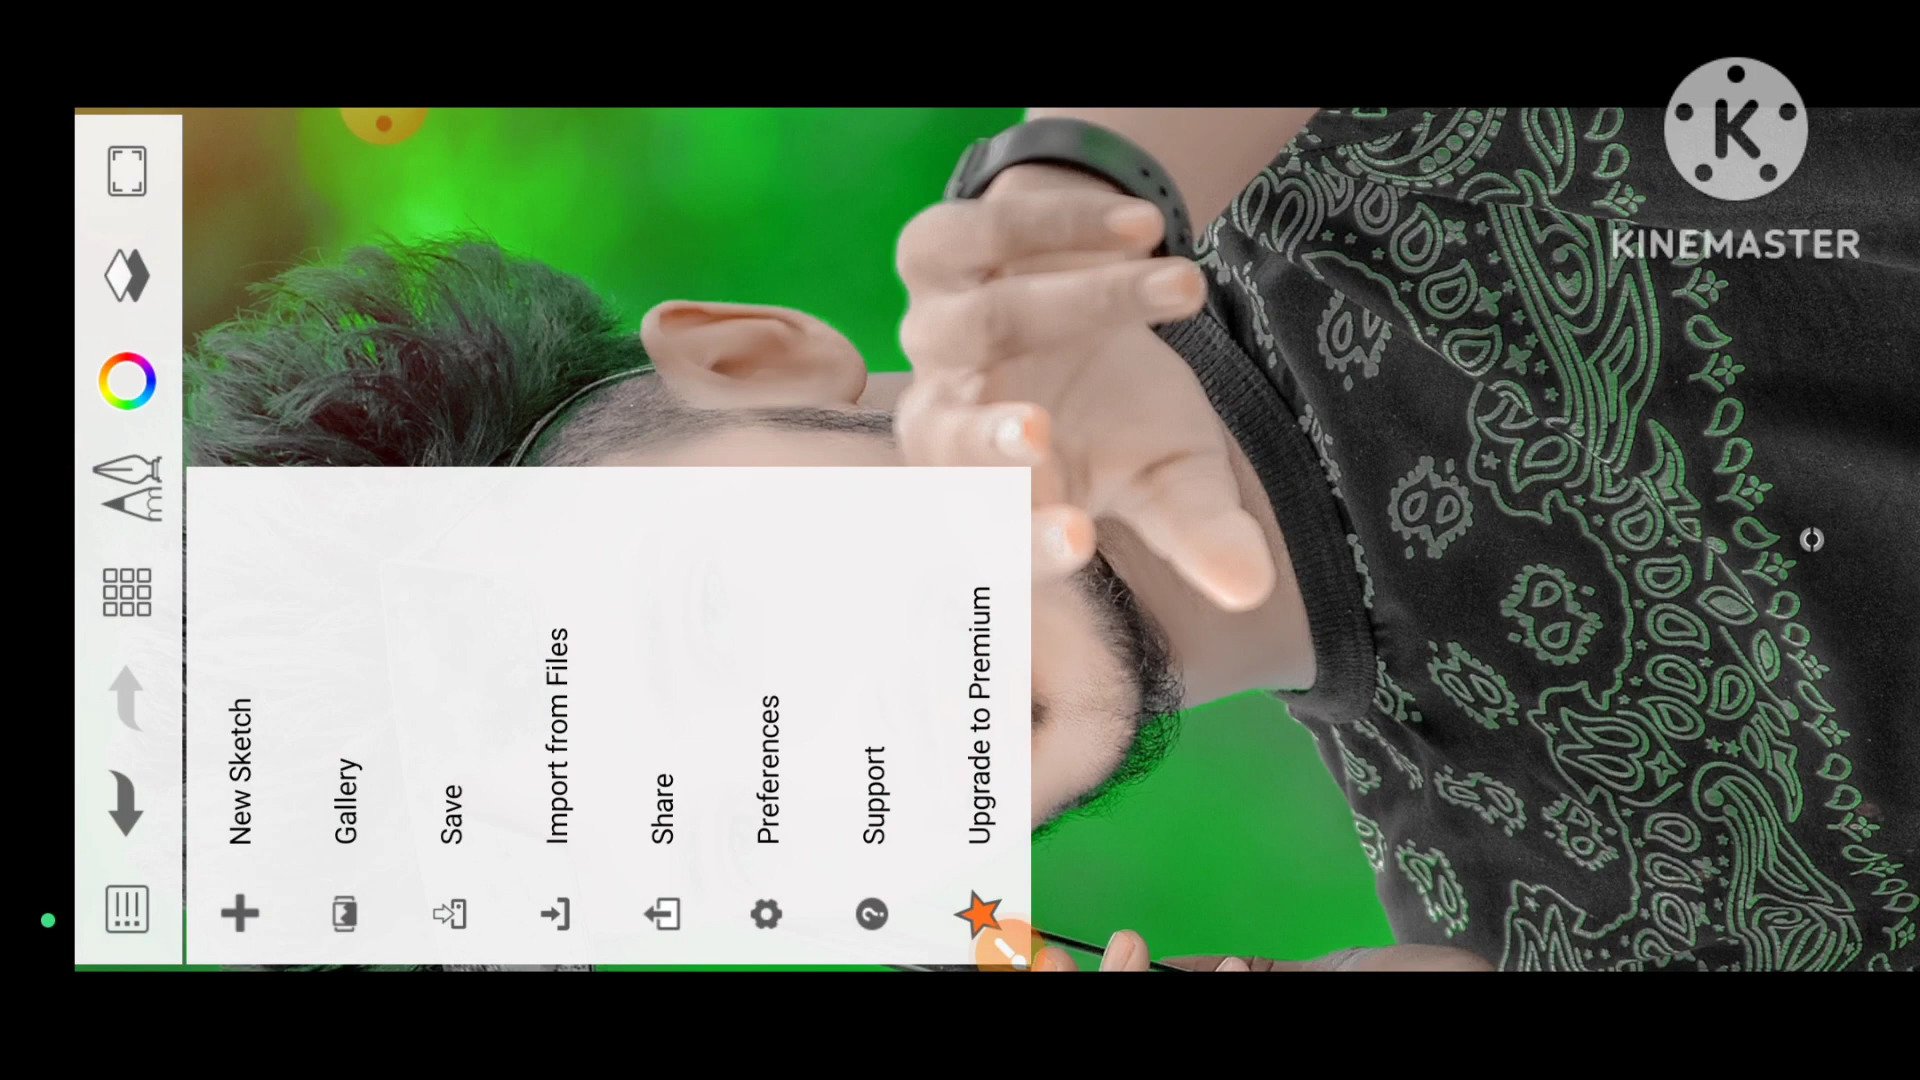 New Sketch
Gallery
Save
Import from Files
Share
Preferences
Support
Upgrade to Premium
K
KINEMASTER